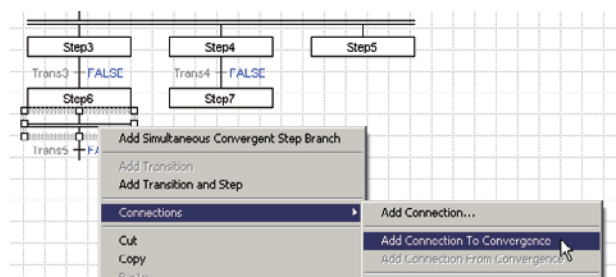 Step3 Step4 Step5
Trans3 FALSE Trans4 FALSE
Step6 Step7
Trans5 FA
Add Simultaneous Convergent Step Branch
Add Transition
Add Transition and Step
Connections Add Connection...
Cut Add Connection To Convergence
Copy Add Connection From Convergence